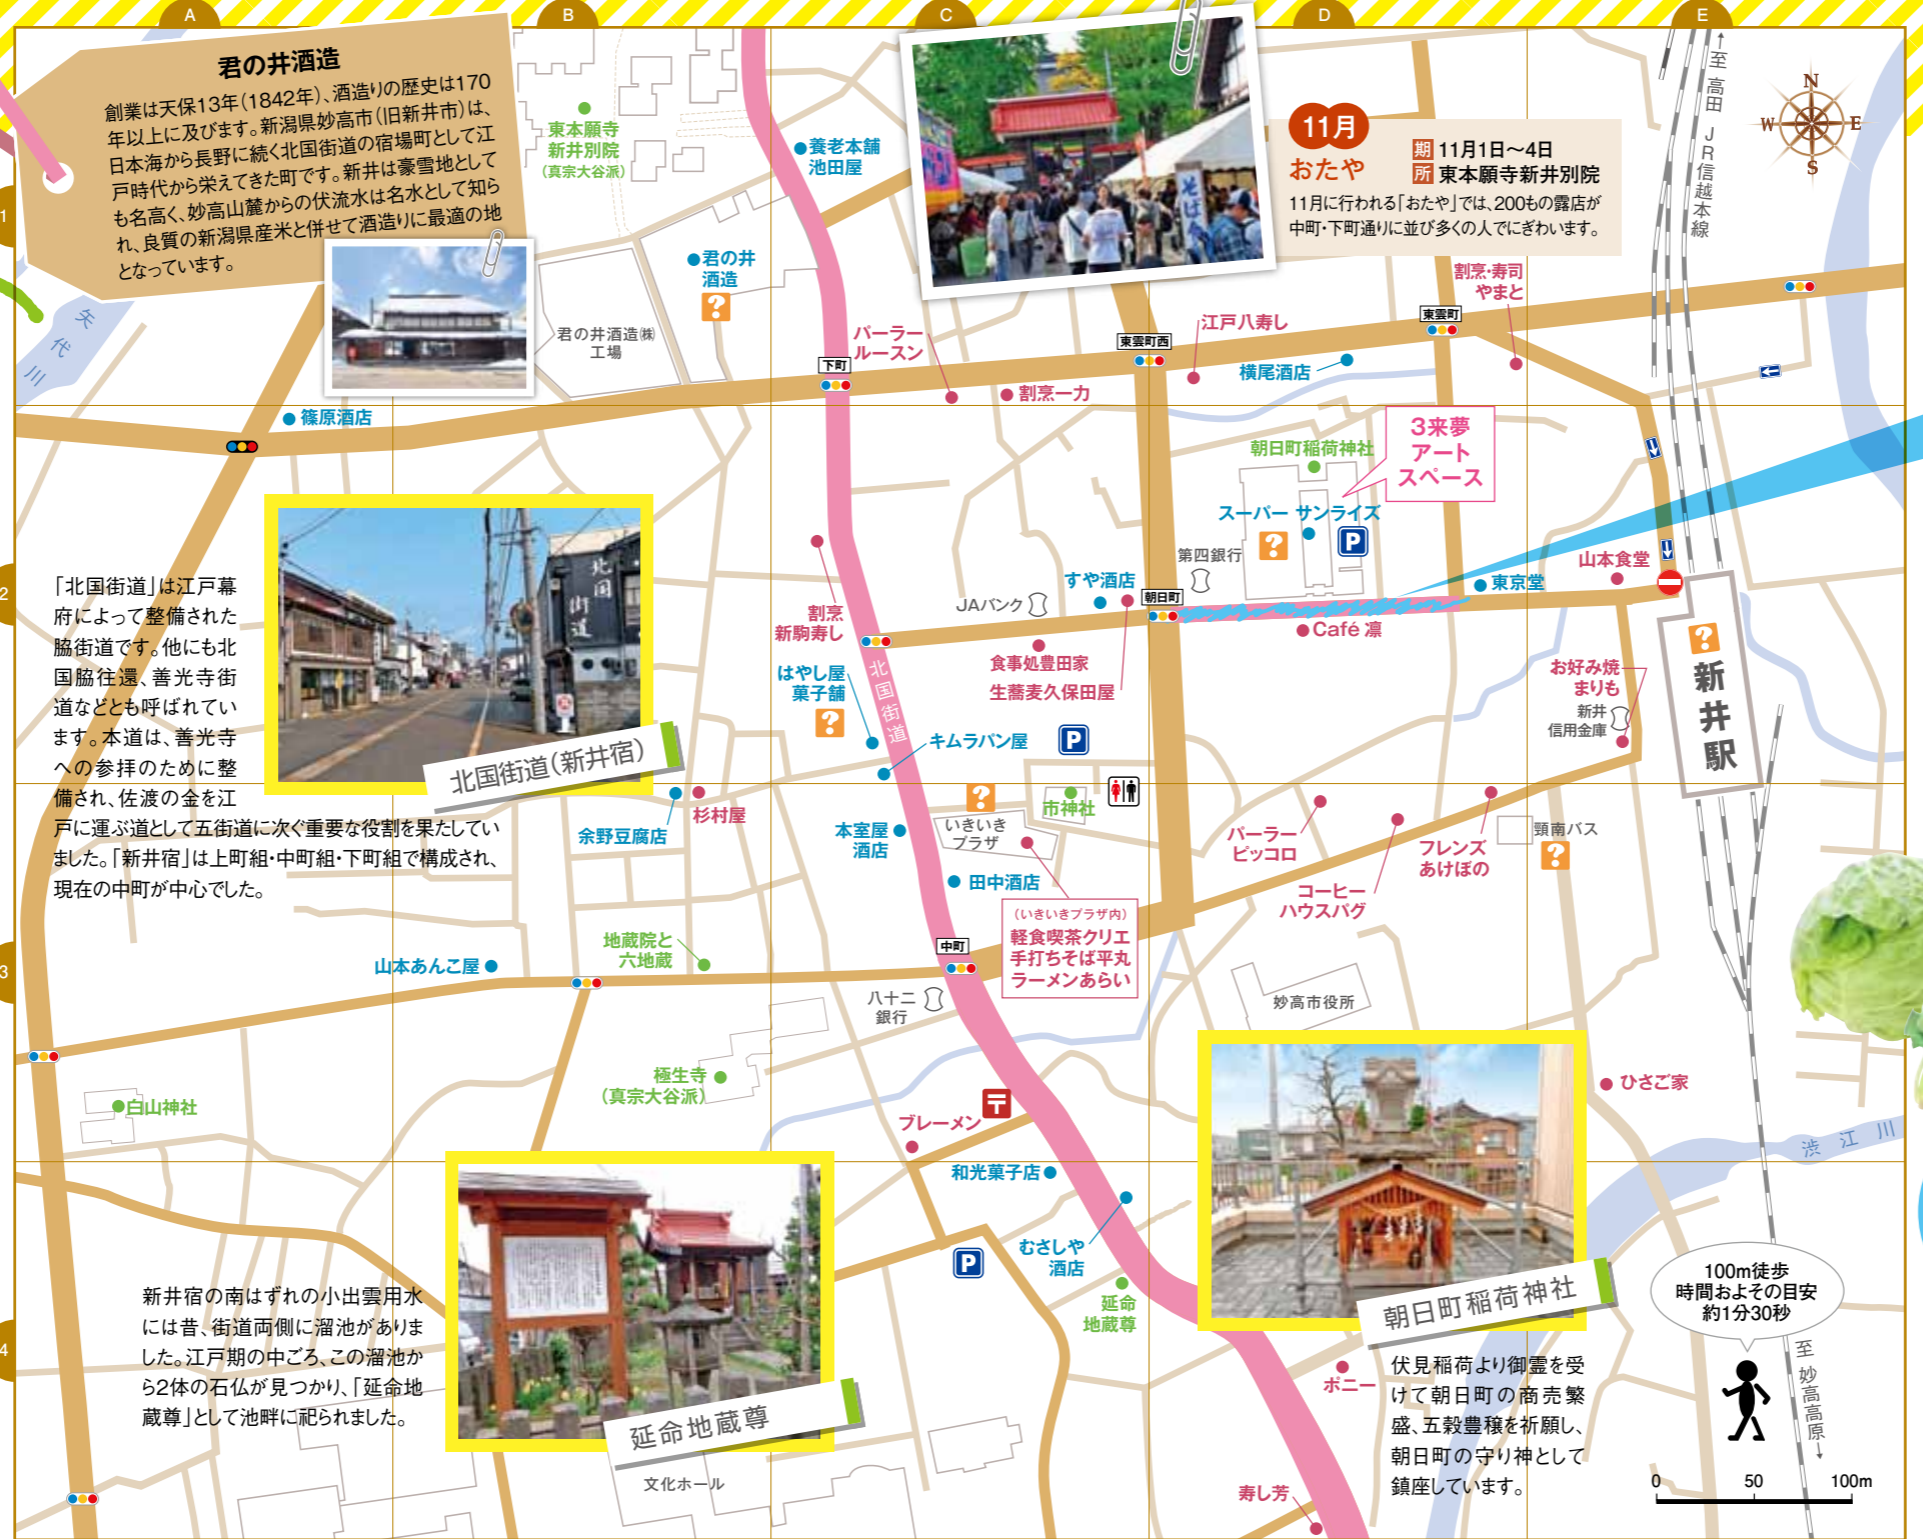 A
B
C
D
E
1
2
3
4
君の井酒造
創業は天保13年(1842年)、酒造りの歴史は170
年以上に及びます。新潟県妙高市(旧新井市)は、
日本海から長野に続く北国街道の宿場町として江
戸時代から栄えてきた町です。新井は豪雪地として
も名高く、妙高山麓からの伏流水は名水として知ら
れ、良質の新潟県産米と併せて酒造りに最適の地
となっています。
東本願寺
新井別院
(真宗大谷派)
養老本舗
池田屋
君の井
酒造
?
君の井酒造㈱
工場
そばや
11月
おたや
期 11月1日〜4日
所 東本願寺新井別院
11月に行われる「おたや」では、200もの露店が
中町・下町通りに並び多くの人でにぎわいます。
←至 高田 JR信越本線
N
W
E
S
矢代川
篠原酒店
下町
パーラー
ルースン
割烹一力
東雲町西
江戸八寿し
横尾酒店
東雲町
割烹・寿司
やまと
朝日町稲荷神社
3来夢
アート
スペース
スーパー サンライズ
?
P
第四銀行
すや酒店
朝日町
JAバンク
Café 凛
東京堂
山本食堂
食事処豊田家
生蕎麦久保田屋
お好み焼
まりも
新井
信用金庫
?
新井駅
「北国街道」は江戸幕
府によって整備された
脇街道です。他にも北
国脇往還、善光寺街
道などとも呼ばれてい
ます。本道は、善光寺
への参拝のために整
備され、佐渡の金を江
戸に運ぶ道として五街道に次ぐ重要な役割を果たしてい
ました。「新井宿」は上町組・中町組・下町組で構成され、
現在の中町が中心でした。
北国
街道
北国街道(新井宿)
割烹
新駒寿し
はやし屋
菓子舗
?
北国街道
キムラパン屋
P
余野豆腐店
杉村屋
本室屋
酒店
?
いきいき
プラザ
市神社
田中酒店
(いきいきプラザ内)
軽食喫茶クリエ
手打ちそば平丸
ラーメンあらい
パーラー
ピッコロ
コーヒー
ハウスパグ
フレンズ
あけぼの
頸南バス
?
山本あんこ屋
地蔵院と
六地蔵
中町
八十二
銀行
妙高市役所
極生寺
(真宗大谷派)
白山神社
ブレーメン
〒
和光菓子店
むさしや
酒店
P
延命
地蔵尊
ひさご家
渋江川
新井宿の南はずれの小出雲用水
には昔、街道両側に溜池がありま
した。江戸期の中ごろ、この溜池か
ら2体の石仏が見つかり、「延命地
蔵尊」として池畔に祀られました。
延命地蔵尊
文化ホール
朝日町稲荷神社
伏見稲荷より御霊を受
けて朝日町の商売繁
盛、五穀豊穣を祈願し、
朝日町の守り神として
鎮座しています。
ポニー
寿し芳
100m徒歩
時間およその目安
約1分30秒
至 妙高高原→
0 50 100m